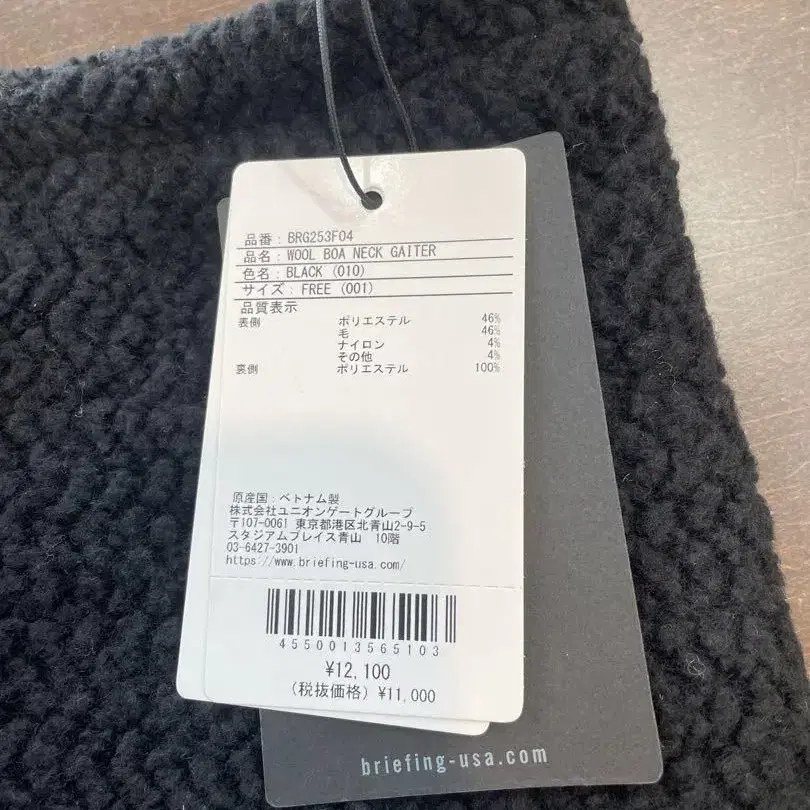 品番：BRG253F04
品名：WOOL BOA NECK GAITER
色名：BLACK (010)
サイズ：FREE (001)
品質表示
表側 ポリエステル 46%
毛 46%
ナイロン 4%
その他 4%
裏側 ポリエステル 100%
原産国：ベトナム製
株式会社ユニオンゲートグループ
〒107-0061 東京都港区北青山2-9-5
スタジアムプレイス青山 10階
03-6427-3901
https://www.briefing-usa.com/
4550013565103
¥12,100
(税抜価格) ¥11,000
briefing-usa.com